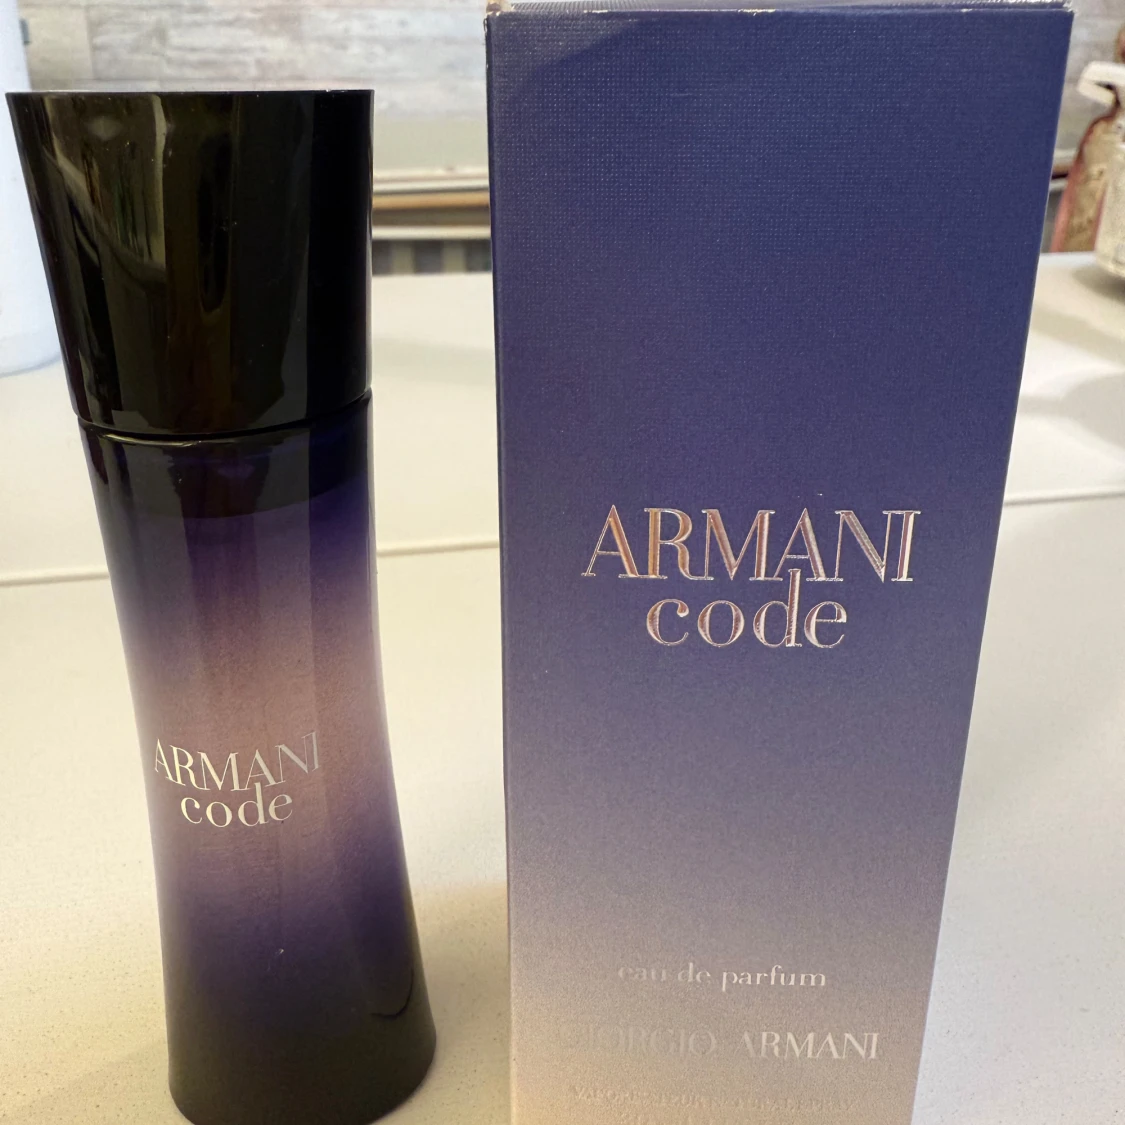 ARMANI
code
ARMANI
code
eau de parfum
GIORGIO ARMANI